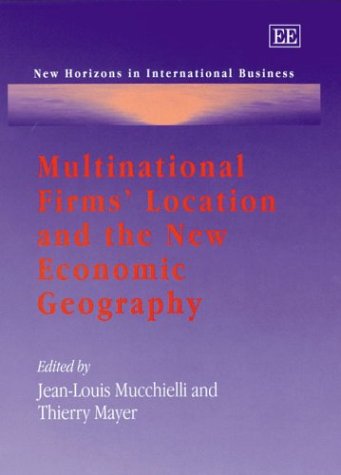 EE
New Horizons in International Business
Multinational
Firms' Location
and the New
Economic
Geography
Edited by
Jean-Louis Mucchielli and
Thierry Mayer